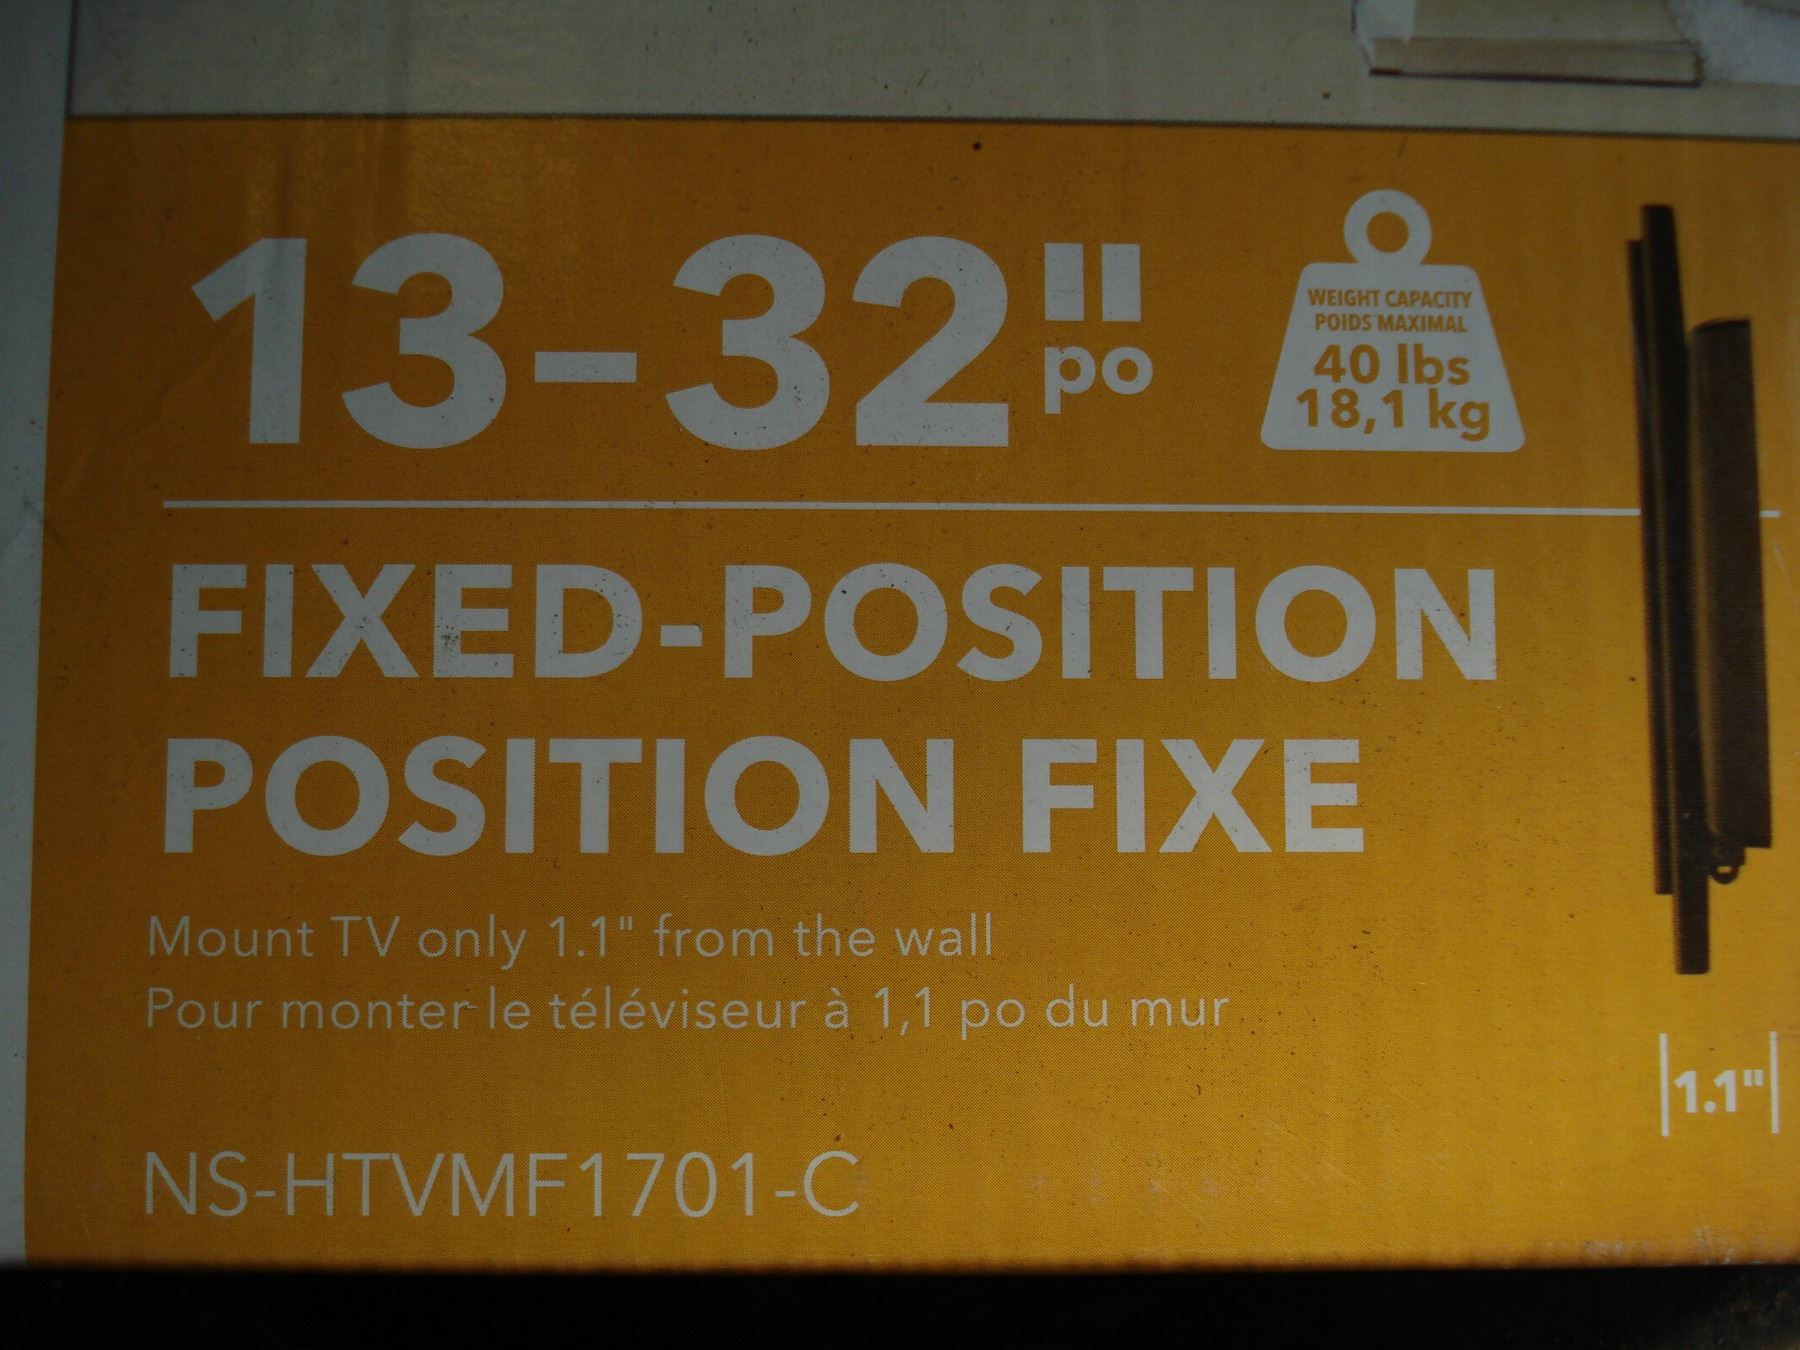 13-32"
po
WEIGHT CAPACITY
POIDS MAXIMAL
40 lbs
18,1 kg
FIXED-POSITION
POSITION FIXE
Mount TV only 1.1" from the wall
Pour monter le téléviseur à 1,1 po du mur
1.1"
NS-HTVMF1701-C